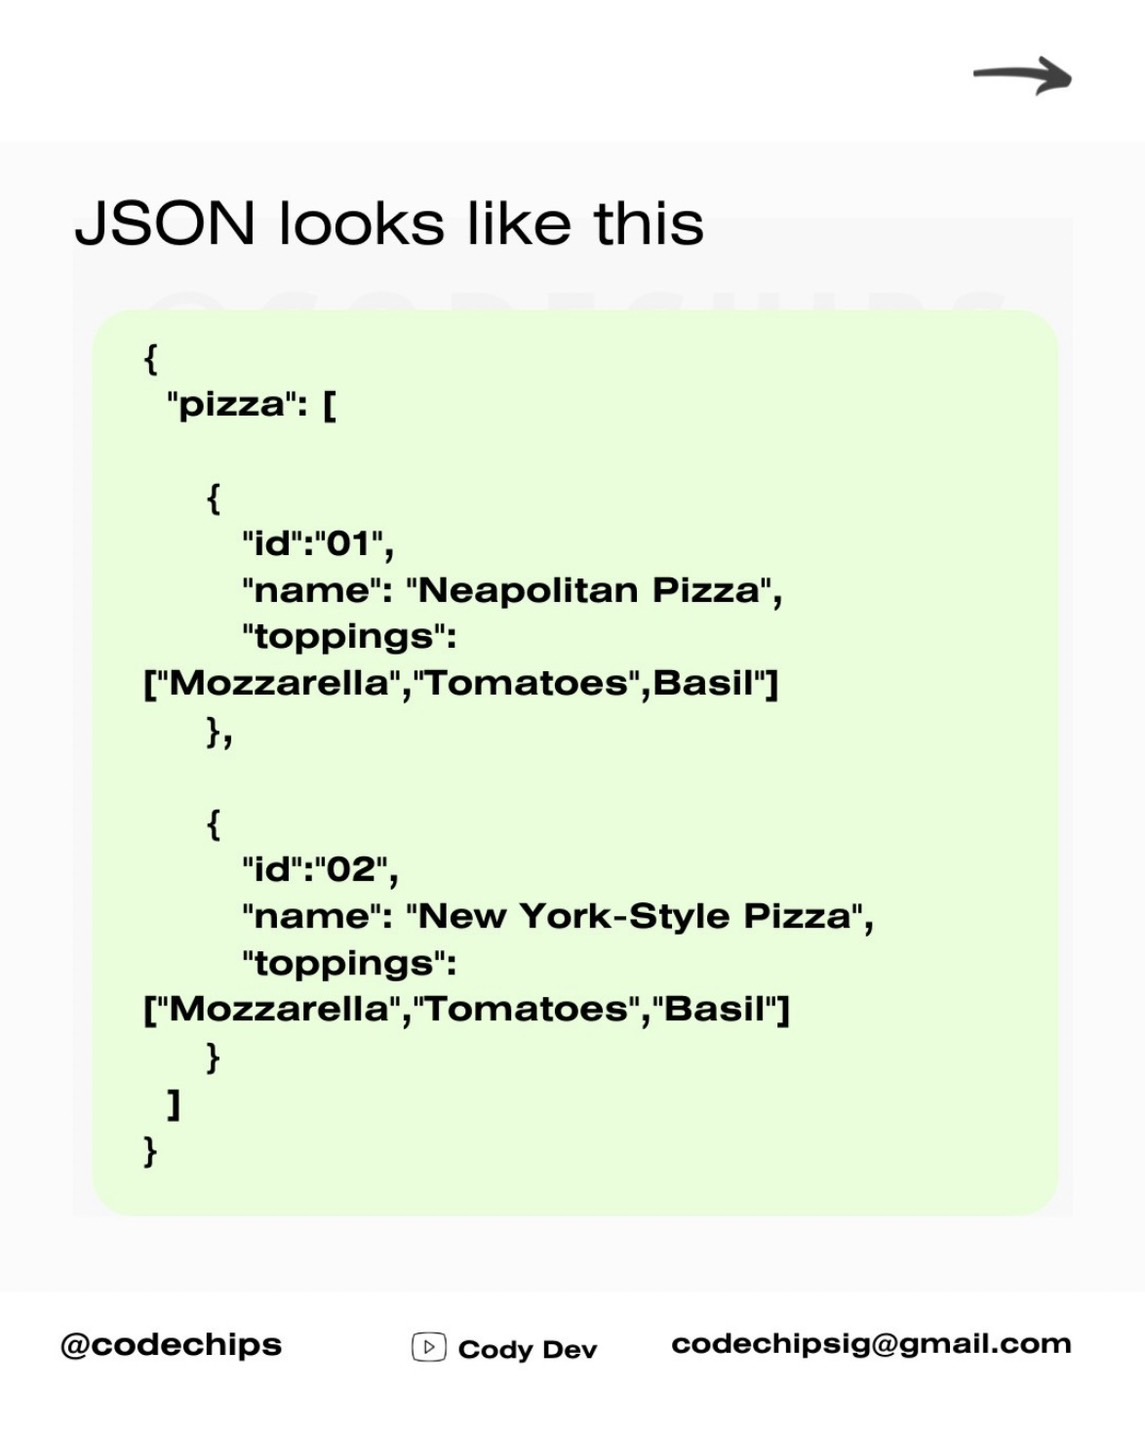 JSON looks like this
{
"pizza": [
{
"id":"01",
"name": "Neapolitan Pizza",
"toppings":
["Mozzarella","Tomatoes",Basil"]
},
{
"id":"02",
"name": "New York-Style Pizza",
"toppings":
["Mozzarella","Tomatoes","Basil"]
}
]
}
@codechips
Cody Dev
codechipsig@gmail.com